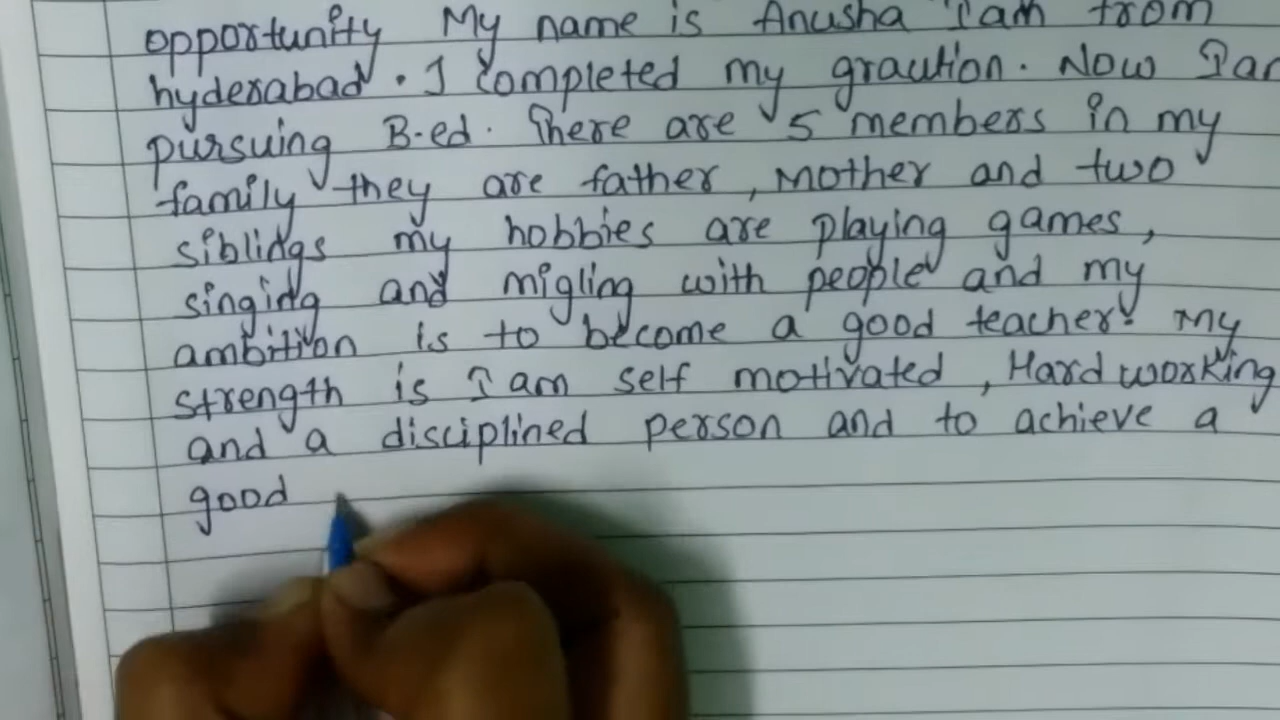 opportunity My name is Anusha I am from
hyderabad. I completed my graution. Now I am
pursuing B-ed. There are 5 members in my
family they are father, Mother and two
siblings my hobbies are playing games,
singing and migling with people and my
ambition is to become a good teacher. My
strength is I am self motivated, Hard working
and a disciplined person and to achieve a
good